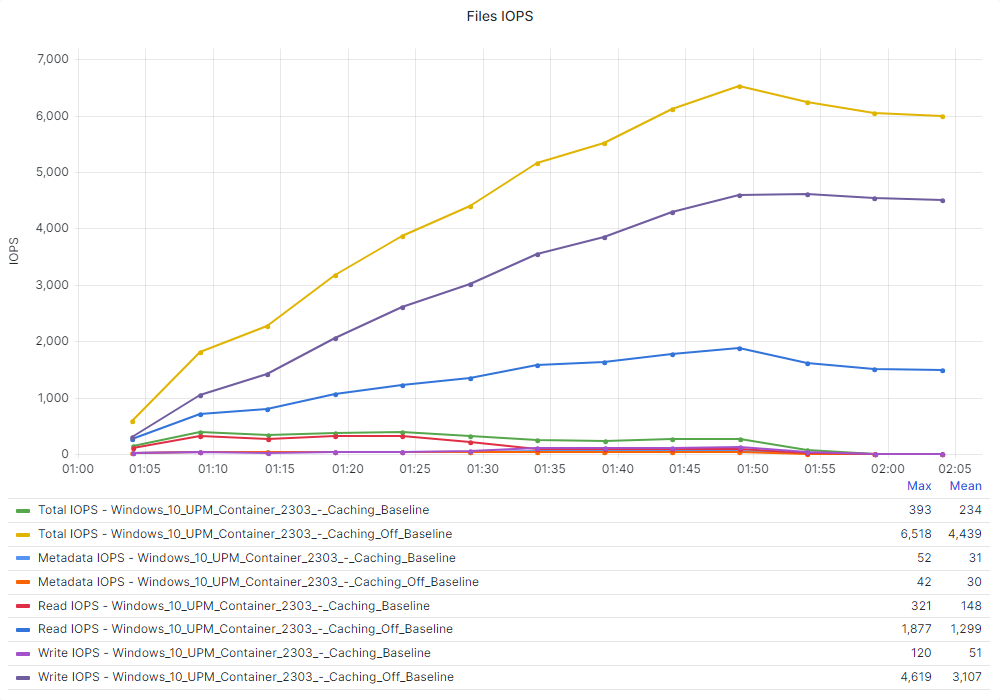 Files IOPS
7,000
6,000
5,000
4,000
3,000
2,000
1,000
0
IOPS
01:00 01:05 01:10 01:15 01:20 01:25 01:30 01:35 01:40 01:45 01:50 01:55 02:00 02:05
Max Mean
Total IOPS - Windows_10_UPM_Container_2303_-_Caching_Baseline 393 234
Total IOPS - Windows_10_UPM_Container_2303_-_Caching_Off_Baseline 6,518 4,439
Metadata IOPS - Windows_10_UPM_Container_2303_-_Caching_Baseline 52 31
Metadata IOPS - Windows_10_UPM_Container_2303_-_Caching_Off_Baseline 42 30
Read IOPS - Windows_10_UPM_Container_2303_-_Caching_Baseline 321 148
Read IOPS - Windows_10_UPM_Container_2303_-_Caching_Off_Baseline 1,877 1,299
Write IOPS - Windows_10_UPM_Container_2303_-_Caching_Baseline 120 51
Write IOPS - Windows_10_UPM_Container_2303_-_Caching_Off_Baseline 4,619 3,107